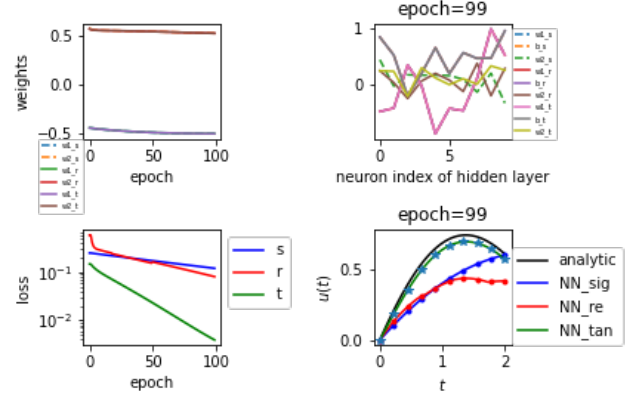 epoch=99
0.5
0.0
−0.5
weights
0
50
100
epoch
w1_s
w2_s
w1_r
w2_r
w1_t
w2_t
0
5
neuron index of hidden layer
w1_s
b_s
w2_s
w1_r
b_r
w2_r
w1_t
b_t
w2_t
epoch=99
10⁻¹
10⁻²
loss
0
50
100
epoch
s
r
t
0.5
0.0
u(t)
0
1
2
t
analytic
NN_sig
NN_re
NN_tan